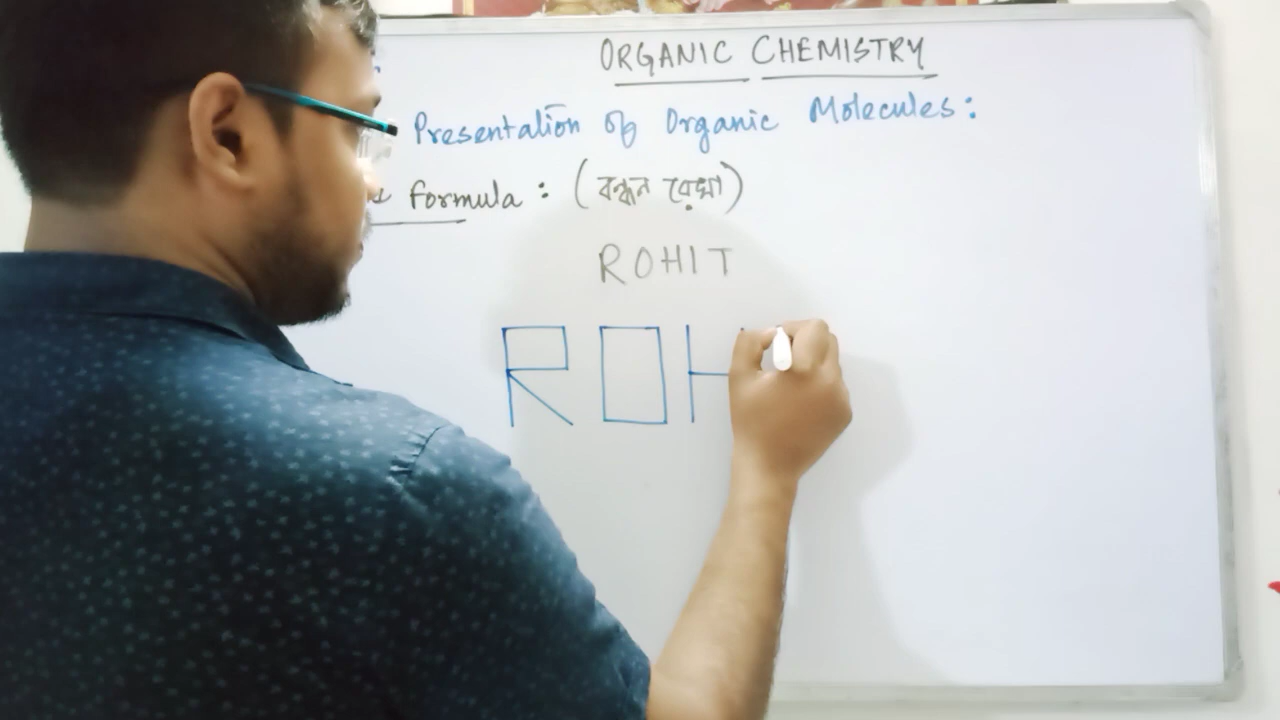 ORGANIC CHEMISTRY
Presentation of Organic Molecules:
formula : (বন্ধন রেখা)
ROHIT
ROH